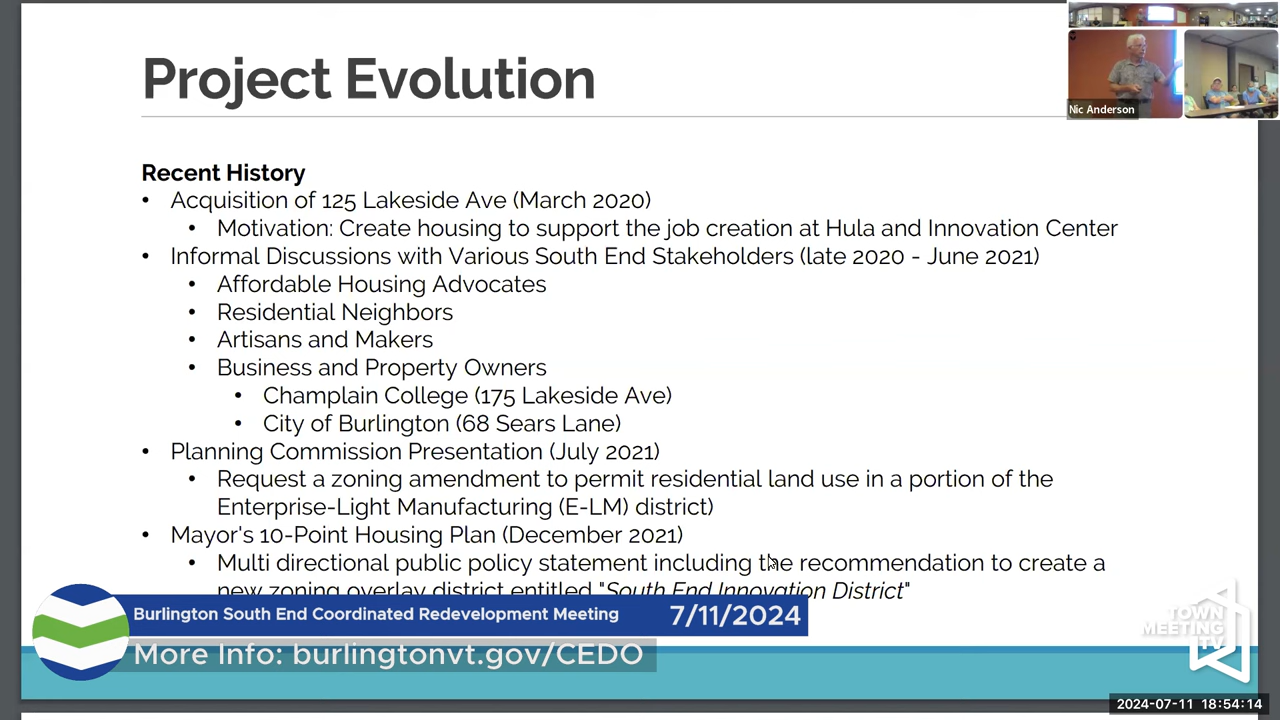 Project Evolution
Nic Anderson
Recent History
• Acquisition of 125 Lakeside Ave (March 2020)
• Motivation: Create housing to support the job creation at Hula and Innovation Center
• Informal Discussions with Various South End Stakeholders (late 2020 - June 2021)
• Affordable Housing Advocates
• Residential Neighbors
• Artisans and Makers
• Business and Property Owners
• Champlain College (175 Lakeside Ave)
• City of Burlington (68 Sears Lane)
• Planning Commission Presentation (July 2021)
• Request a zoning amendment to permit residential land use in a portion of the
Enterprise-Light Manufacturing (E-LM) district)
• Mayor's 10-Point Housing Plan (December 2021)
• Multi directional public policy statement including the recommendation to create a
new zoning overlay district entitled "South End Innovation District"
Burlington South End Coordinated Redevelopment Meeting 7/11/2024
More Info: burlingtonvt.gov/CEDO
TOWN
MEETING
TV
2024-07-11 18:54:14